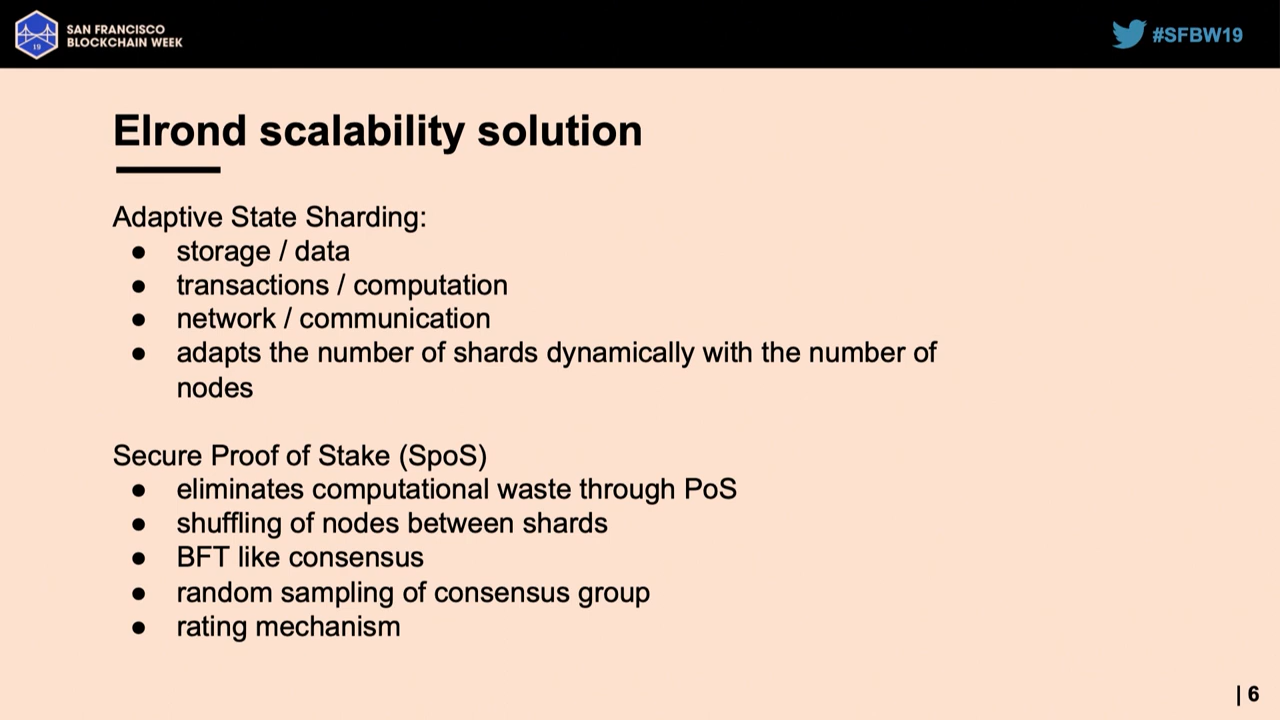 SAN FRANCISCO
BLOCKCHAIN WEEK
19
#SFBW19
Elrond scalability solution
Adaptive State Sharding:
● storage / data
● transactions / computation
● network / communication
● adapts the number of shards dynamically with the number of
nodes
Secure Proof of Stake (SpoS)
● eliminates computational waste through PoS
● shuffling of nodes between shards
● BFT like consensus
● random sampling of consensus group
● rating mechanism
| 6